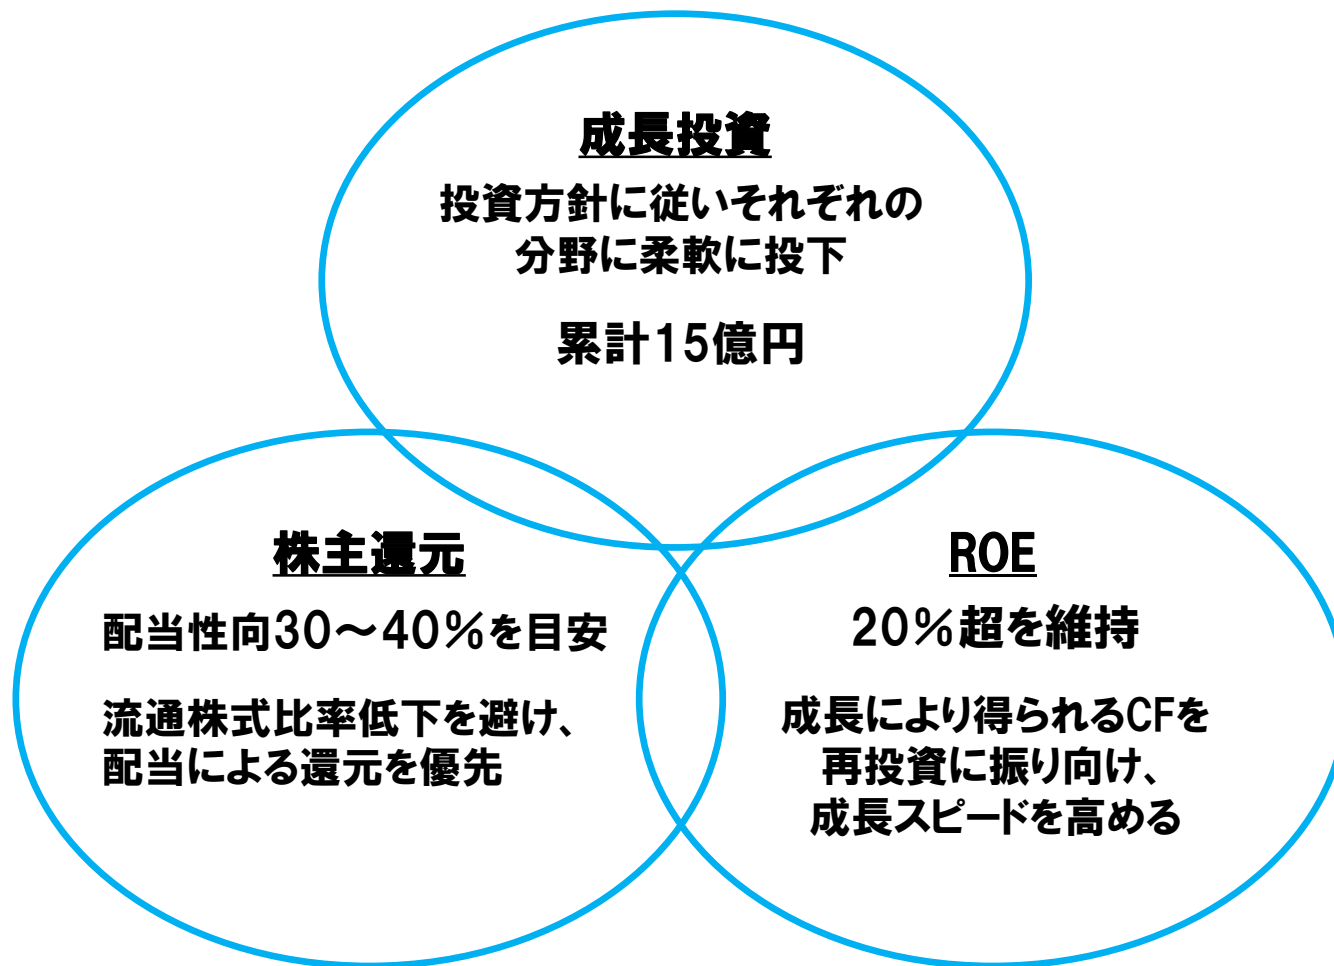 成長投資
投資方針に従いそれぞれの
分野に柔軟に投下
累計15億円
株主還元
配当性向30～40％を目安
流通株式比率低下を避け、
配当による還元を優先
ROE
20％超を維持
成長により得られるCFを
再投資に振り向け、
成長スピードを高める